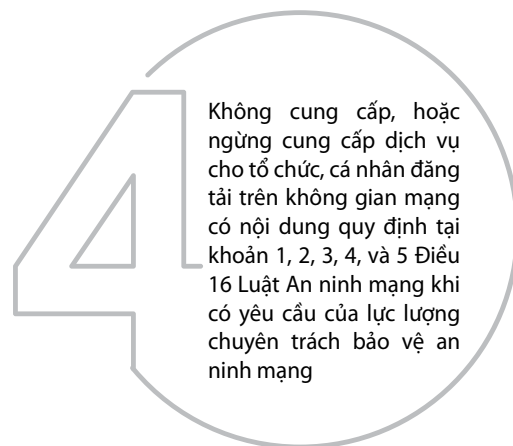 4
Không cung cấp, hoặc
ngừng cung cấp dịch vụ
cho tổ chức, cá nhân đăng
tải trên không gian mạng
có nội dung quy định tại
khoản 1, 2, 3, 4, và 5 Điều
16 Luật An ninh mạng khi
có yêu cầu của lực lượng
chuyên trách bảo vệ an
ninh mạng